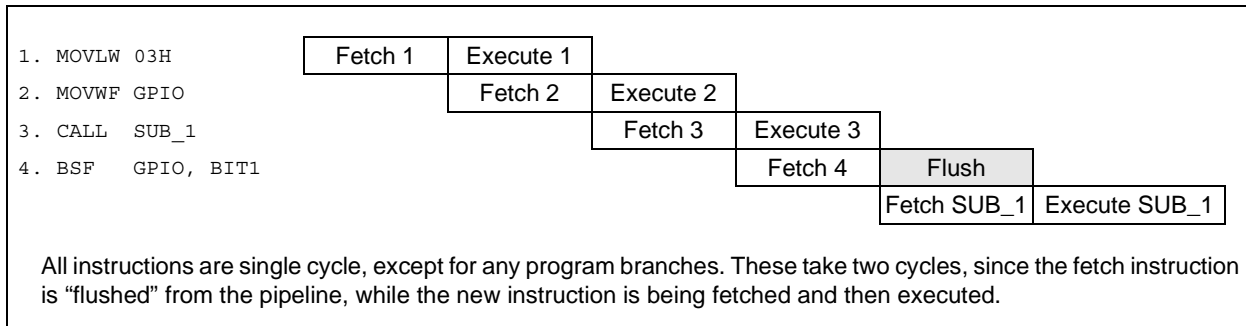 1. MOVLW 03H Fetch 1 Execute 1
2. MOVWF GPIO Fetch 2 Execute 2
3. CALL SUB_1 Fetch 3 Execute 3
4. BSF GPIO, BIT1 Fetch 4 Flush
Fetch SUB_1 Execute SUB_1
All instructions are single cycle, except for any program branches. These take two cycles, since the fetch instruction
is “flushed” from the pipeline, while the new instruction is being fetched and then executed.